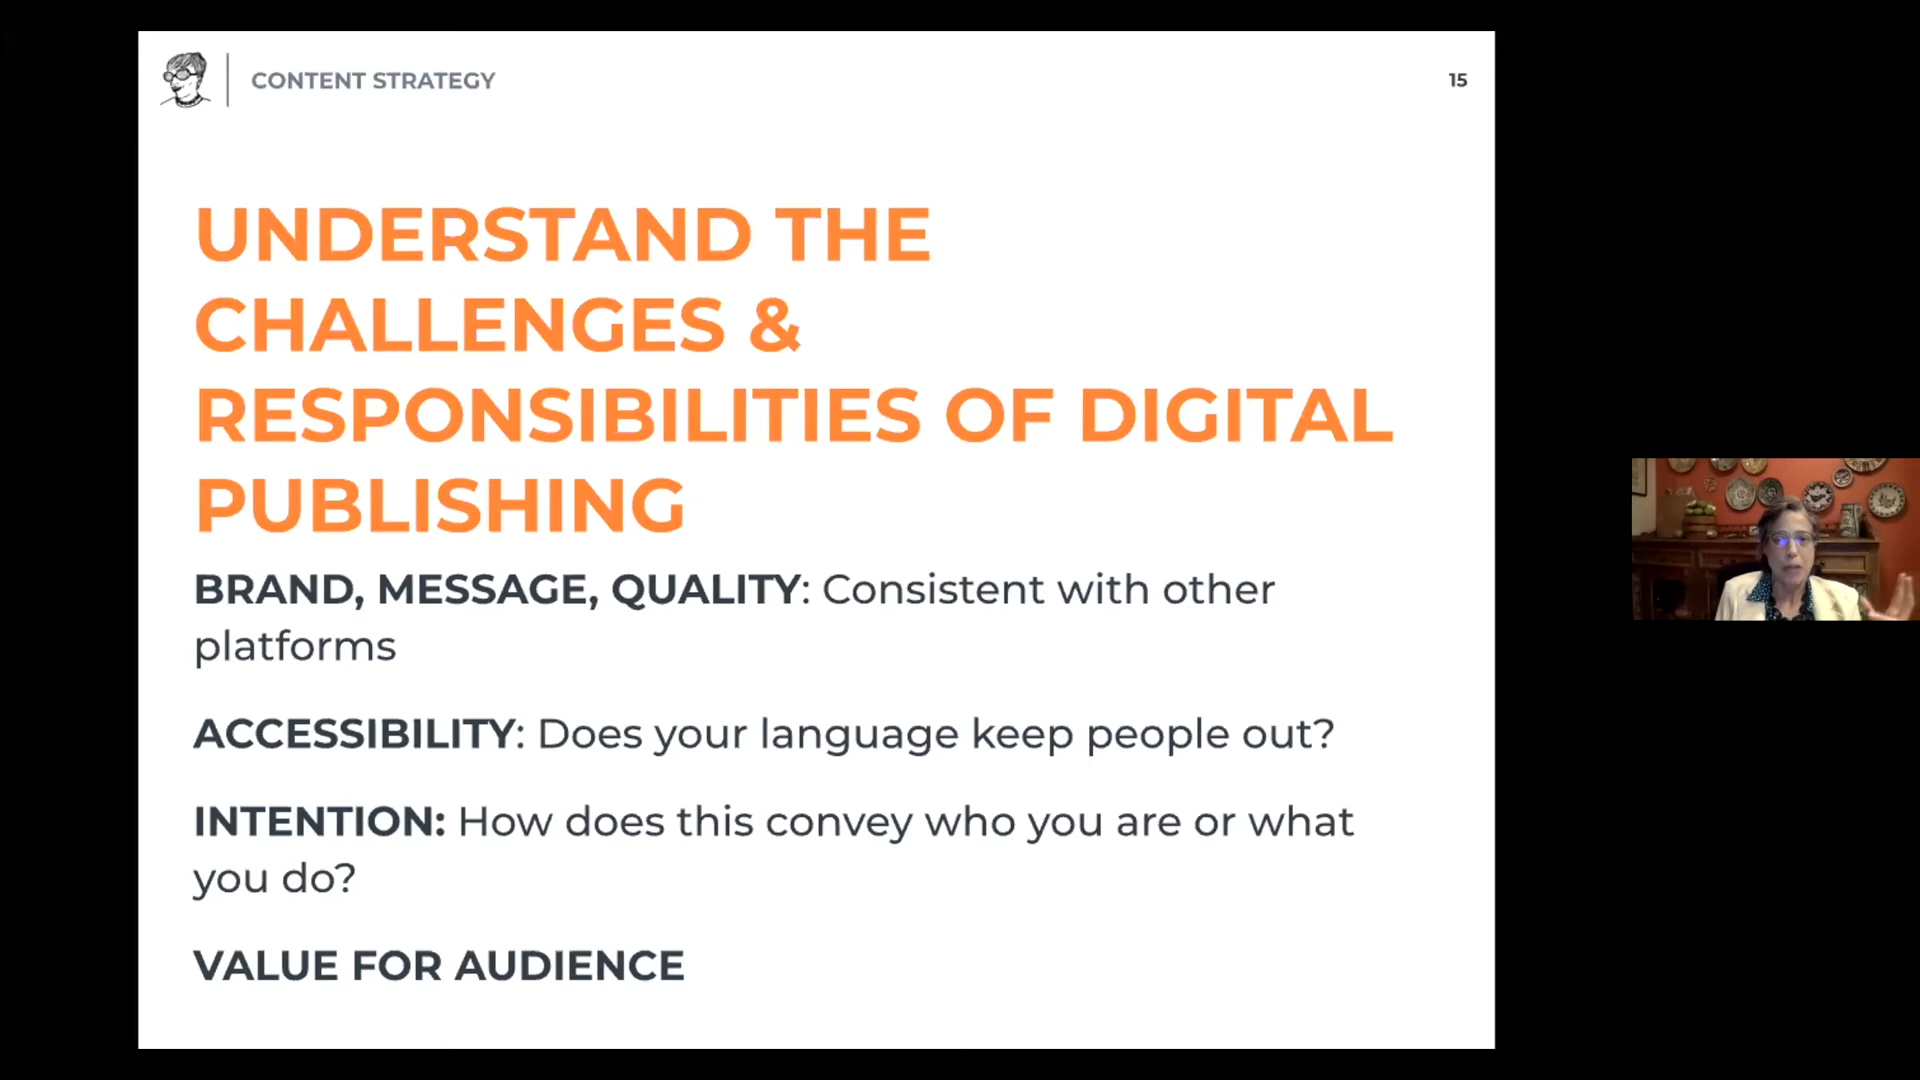 CONTENT STRATEGY
15
UNDERSTAND THE
CHALLENGES &
RESPONSIBILITIES OF DIGITAL
PUBLISHING
BRAND, MESSAGE, QUALITY: Consistent with other
platforms
ACCESSIBILITY: Does your language keep people out?
INTENTION: How does this convey who you are or what
you do?
VALUE FOR AUDIENCE